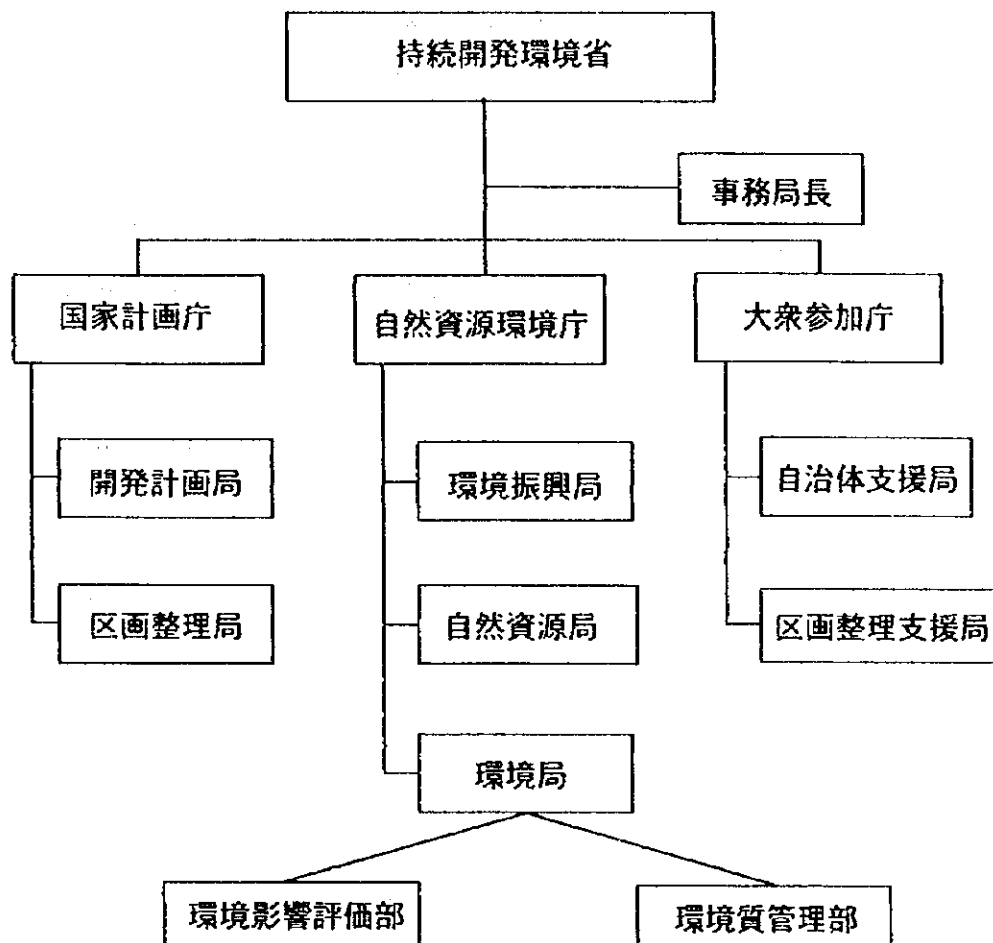 持続開発環境省
事務局長
国家計画庁
自然資源環境庁
大衆参加庁
開発計画局
環境振興局
自治体支援局
区画整理局
自然資源局
区画整理支援局
環境局
環境影響評価部
環境質管理部